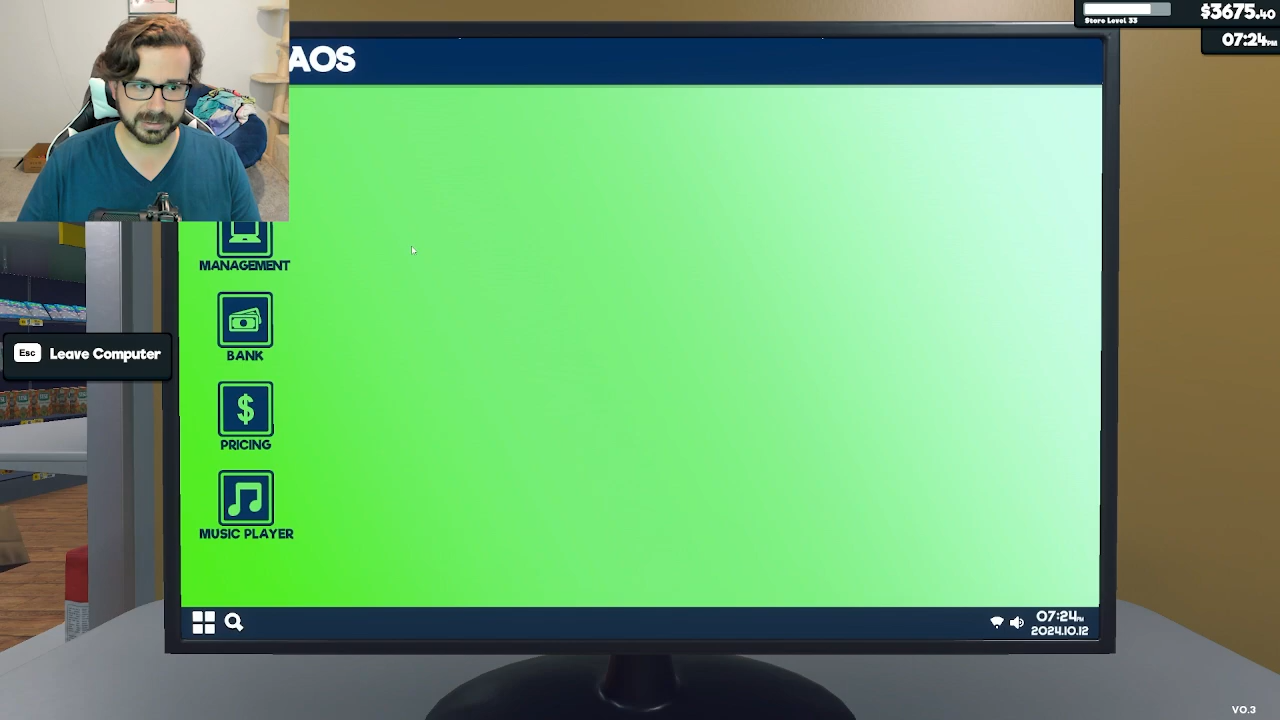 $3675.40
Store Level 33
07:24PM
AOS
MANAGEMENT
BANK
Esc Leave Computer
PRICING
MUSIC PLAYER
07:24PM
2024.10.12
V0.3